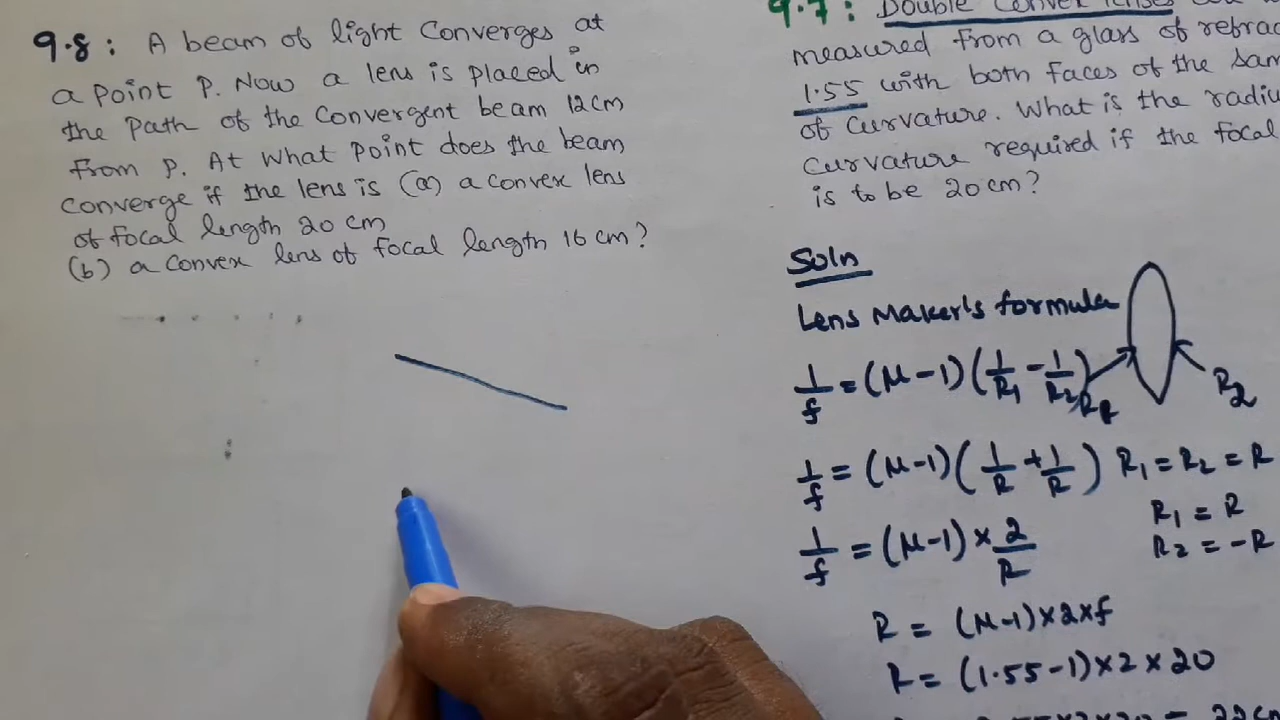 9.8: A beam of light Converges at
a point P. Now a lens is placed in
the path of the Convergent beam 12cm
from P. At what point does the beam
converge if the lens is (a) a convex lens
of focal length 20 cm
(b) a convex lens of focal length 16 cm?
9.7: Double Convex lenses
measured from a glass of refrac
1.55 with both faces of the sam
of curvature. What is the radiu
curvature required if the focal
is to be 20cm?
Soln
Lens Maker's formula
1/f = (μ-1)(1/R1 - 1/R2)
R2
1/f = (μ-1)(1/R + 1/R) R1 = R2 = R
R1 = R
1/f = (μ-1) × 2/R R2 = -R
R = (μ-1)×2×f
R = (1.55-1)×2×20